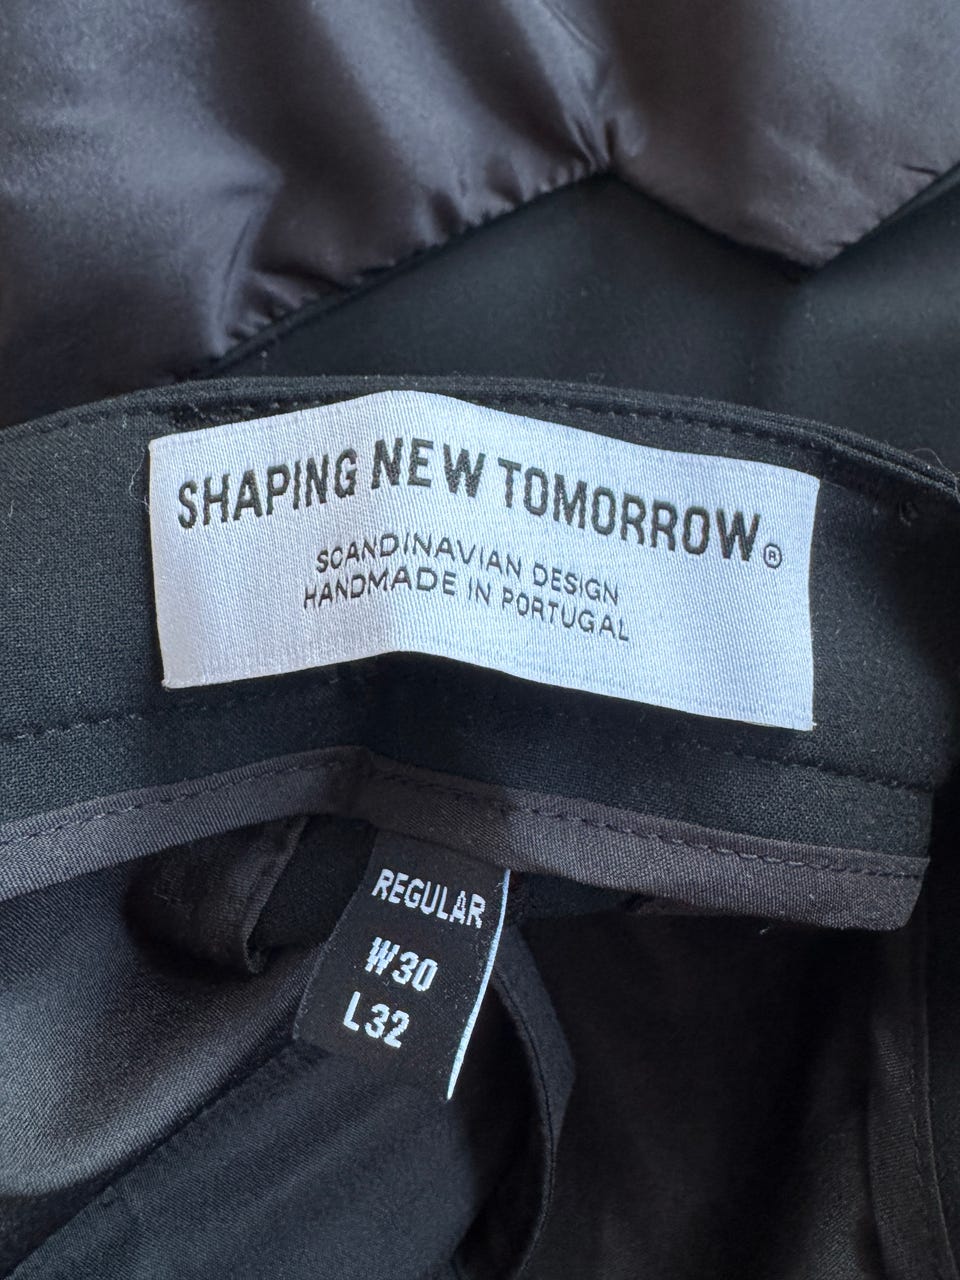 SHAPING NEW TOMORROW®
SCANDINAVIAN DESIGN
HANDMADE IN PORTUGAL
REGULAR
W30
L32